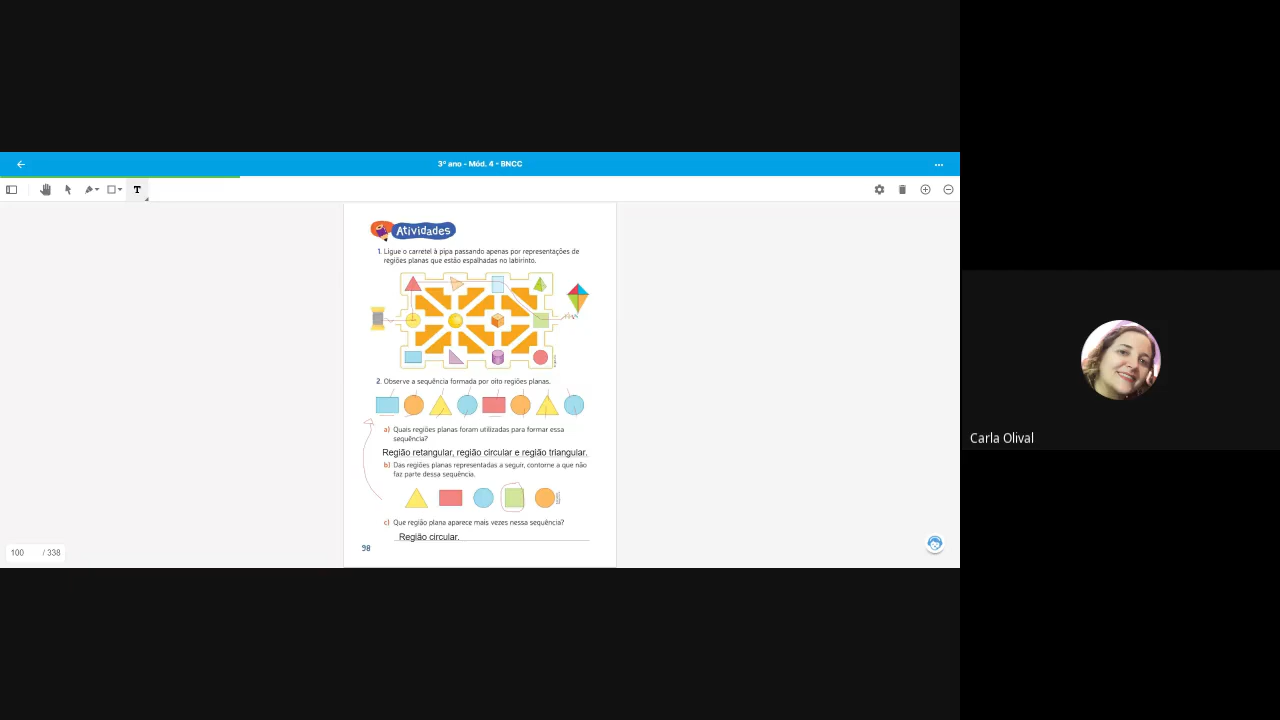 3º ano - Mód. 4 - BNCC
T
Atividades
1. Ligue o carretel à pipa passando apenas por representações de
regiões planas que estão espalhadas no labirinto.
2. Observe a sequência formada por oito regiões planas.
a) Quais regiões planas foram utilizadas para formar essa
sequência?
Região retangular, região circular e região triangular.
b) Das regiões planas representadas a seguir, contorne a que não
faz parte dessa sequência.
c) Que região plana aparece mais vezes nessa sequência?
Região circular.
98
100 / 338
Carla Olival